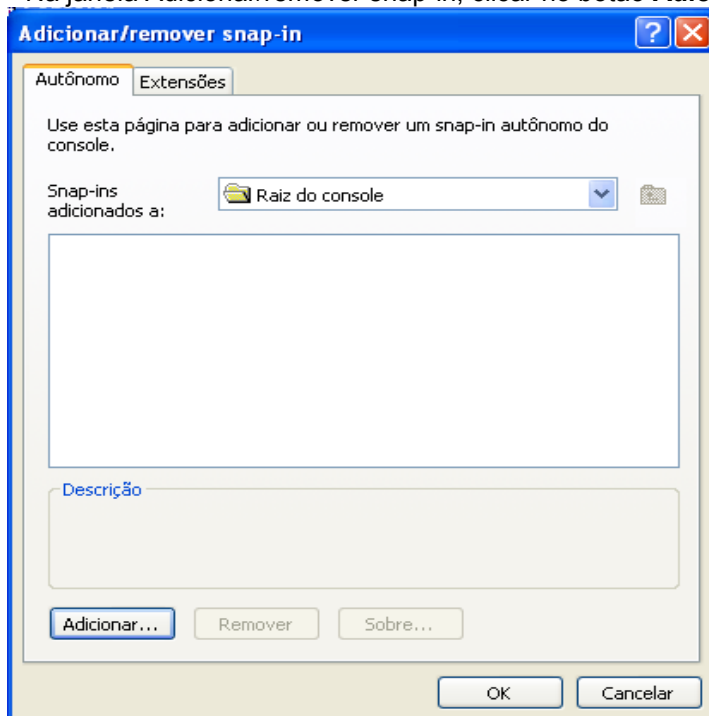 Adicionar/remover snap-in
Autônomo Extensões
Use esta página para adicionar ou remover um snap-in autônomo do
console.
Snap-ins
adicionados a:
Raiz do console
Descrição
Adicionar... Remover Sobre...
OK Cancelar